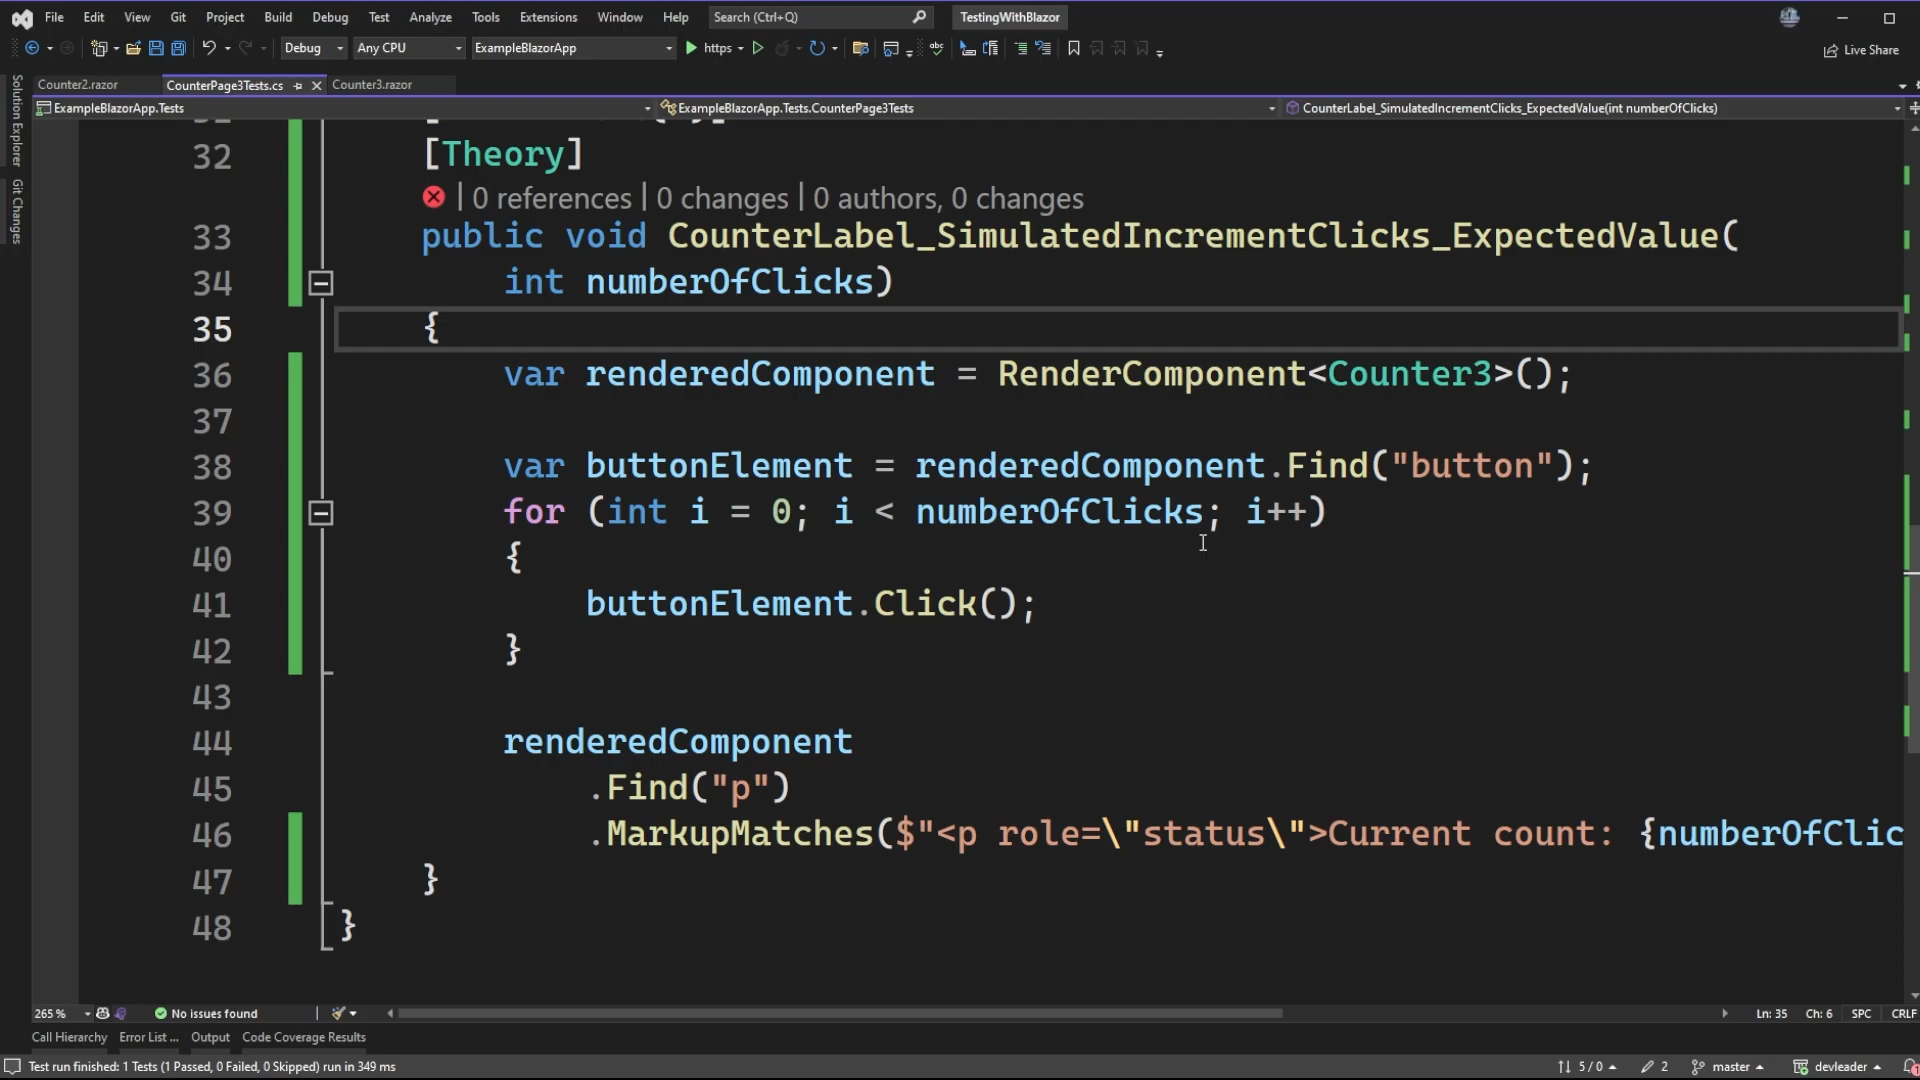 File Edit View Git Project Build Debug Test Analyze Tools Extensions Window Help Search (Ctrl+Q) TestingWithBlazor
Debug Any CPU ExampleBlazorApp https Live Share
Counter2.razor CounterPage3Tests.cs Counter3.razor
ExampleBlazorApp.Tests ExampleBlazorApp.Tests.CounterPage3Tests CounterLabel_SimulatedIncrementClicks_ExpectedValue(int numberOfClicks)
Solution Explorer
Git Changes
32 [Theory]
0 references | 0 changes | 0 authors, 0 changes
33 public void CounterLabel_SimulatedIncrementClicks_ExpectedValue(
34 int numberOfClicks)
35 {
36 var renderedComponent = RenderComponent<Counter3>();
37
38 var buttonElement = renderedComponent.Find("button");
39 for (int i = 0; i < numberOfClicks; i++)
40 {
41 buttonElement.Click();
42 }
43
44 renderedComponent
45 .Find("p")
46 .MarkupMatches($"<p role=\"status\">Current count: {numberOfClic
47 }
48 }
265 % No issues found Ln: 35 Ch: 6 SPC CRLF
Call Hierarchy Error List ... Output Code Coverage Results
Test run finished: 1 Tests (1 Passed, 0 Failed, 0 Skipped) run in 349 ms 5 / 0 2 master devleader